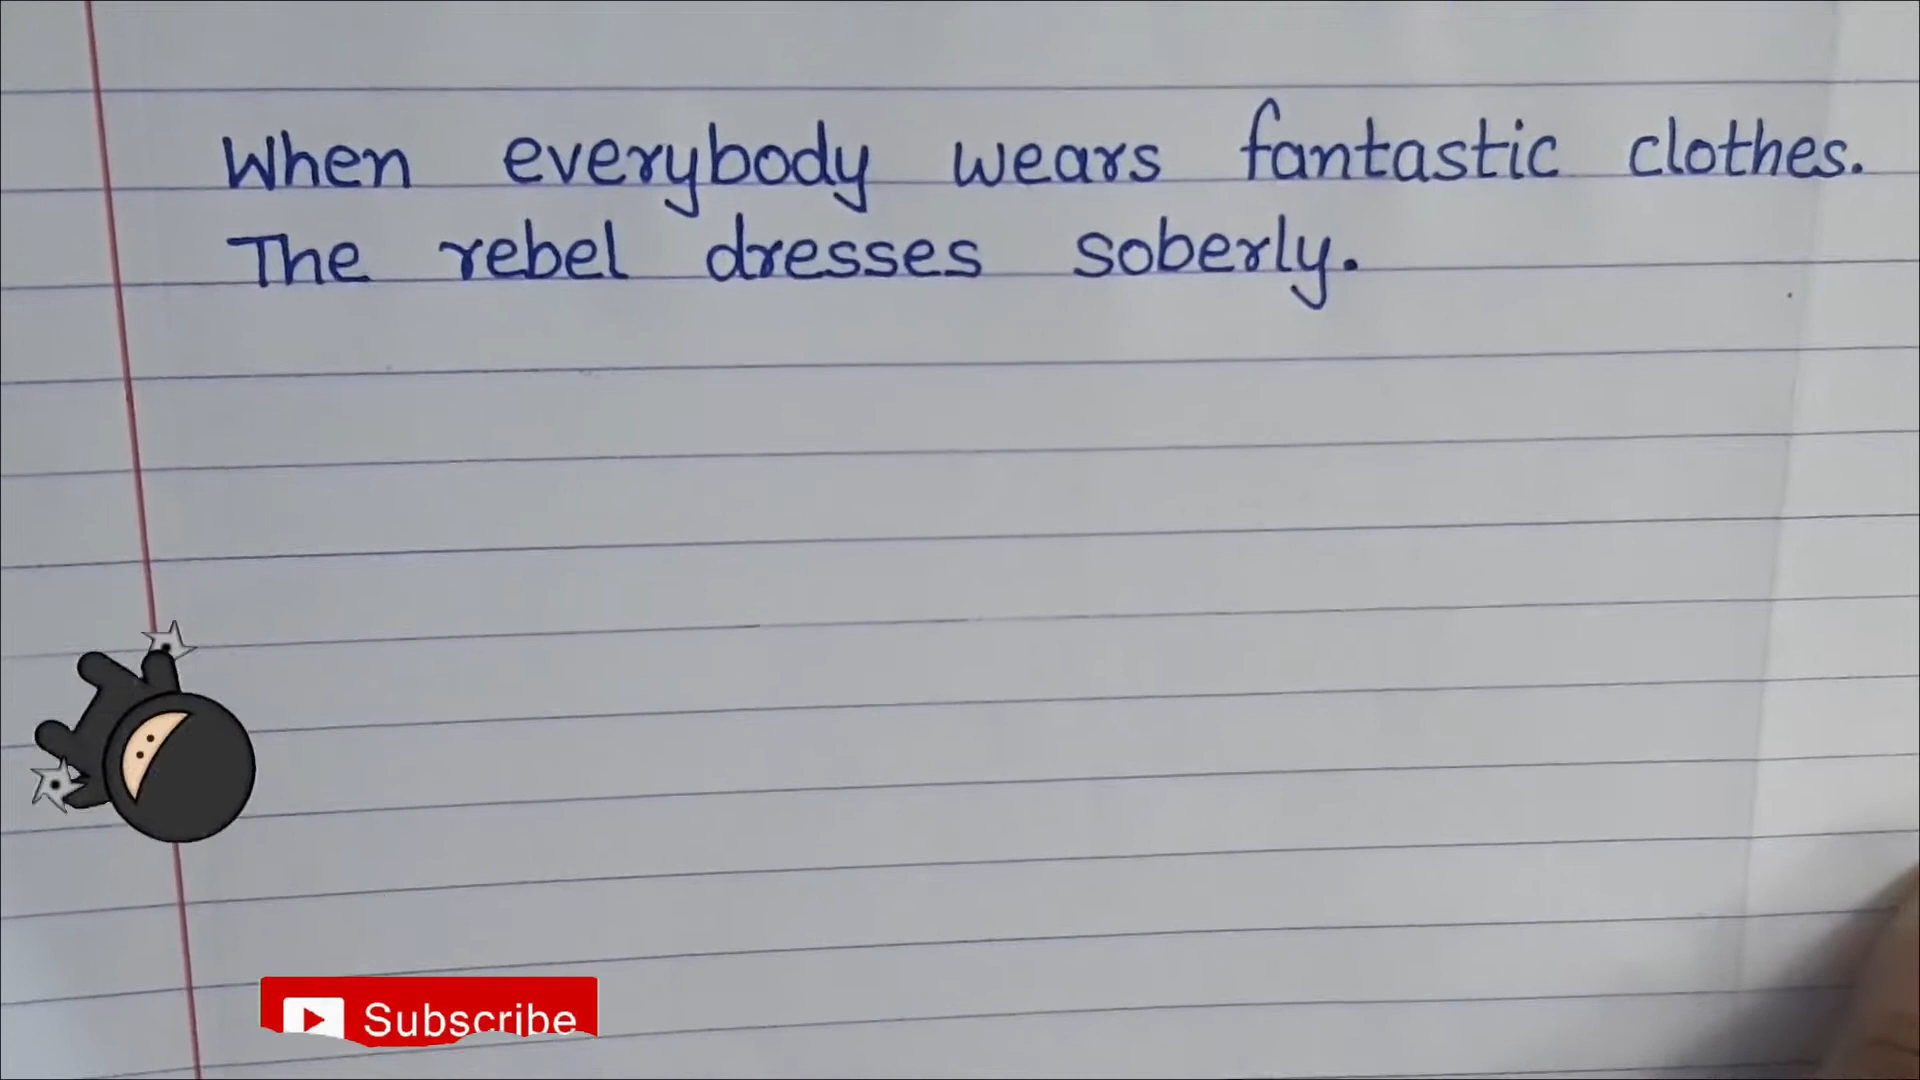 When everybody wears fantastic clothes.
The rebel dresses soberly.
Subscribe